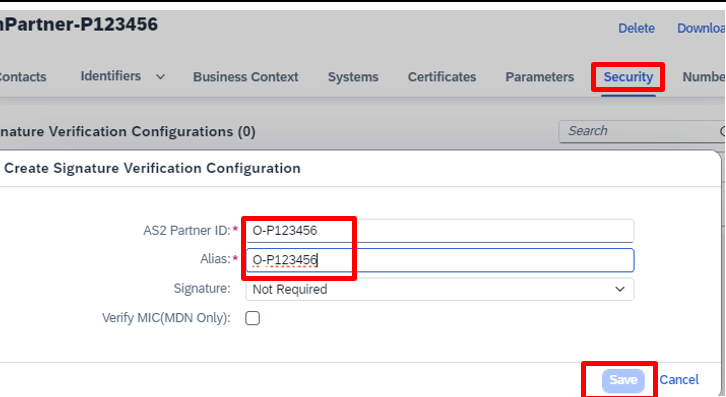 nPartner-P123456
Delete Downloa
Contacts Identifiers Business Context Systems Certificates Parameters Security Numbe
nature Verification Configurations (0) Search
Create Signature Verification Configuration
AS2 Partner ID:* O-P123456
Alias:* O-P123456
Signature: Not Required
Verify MIC(MDN Only):
Save Cancel